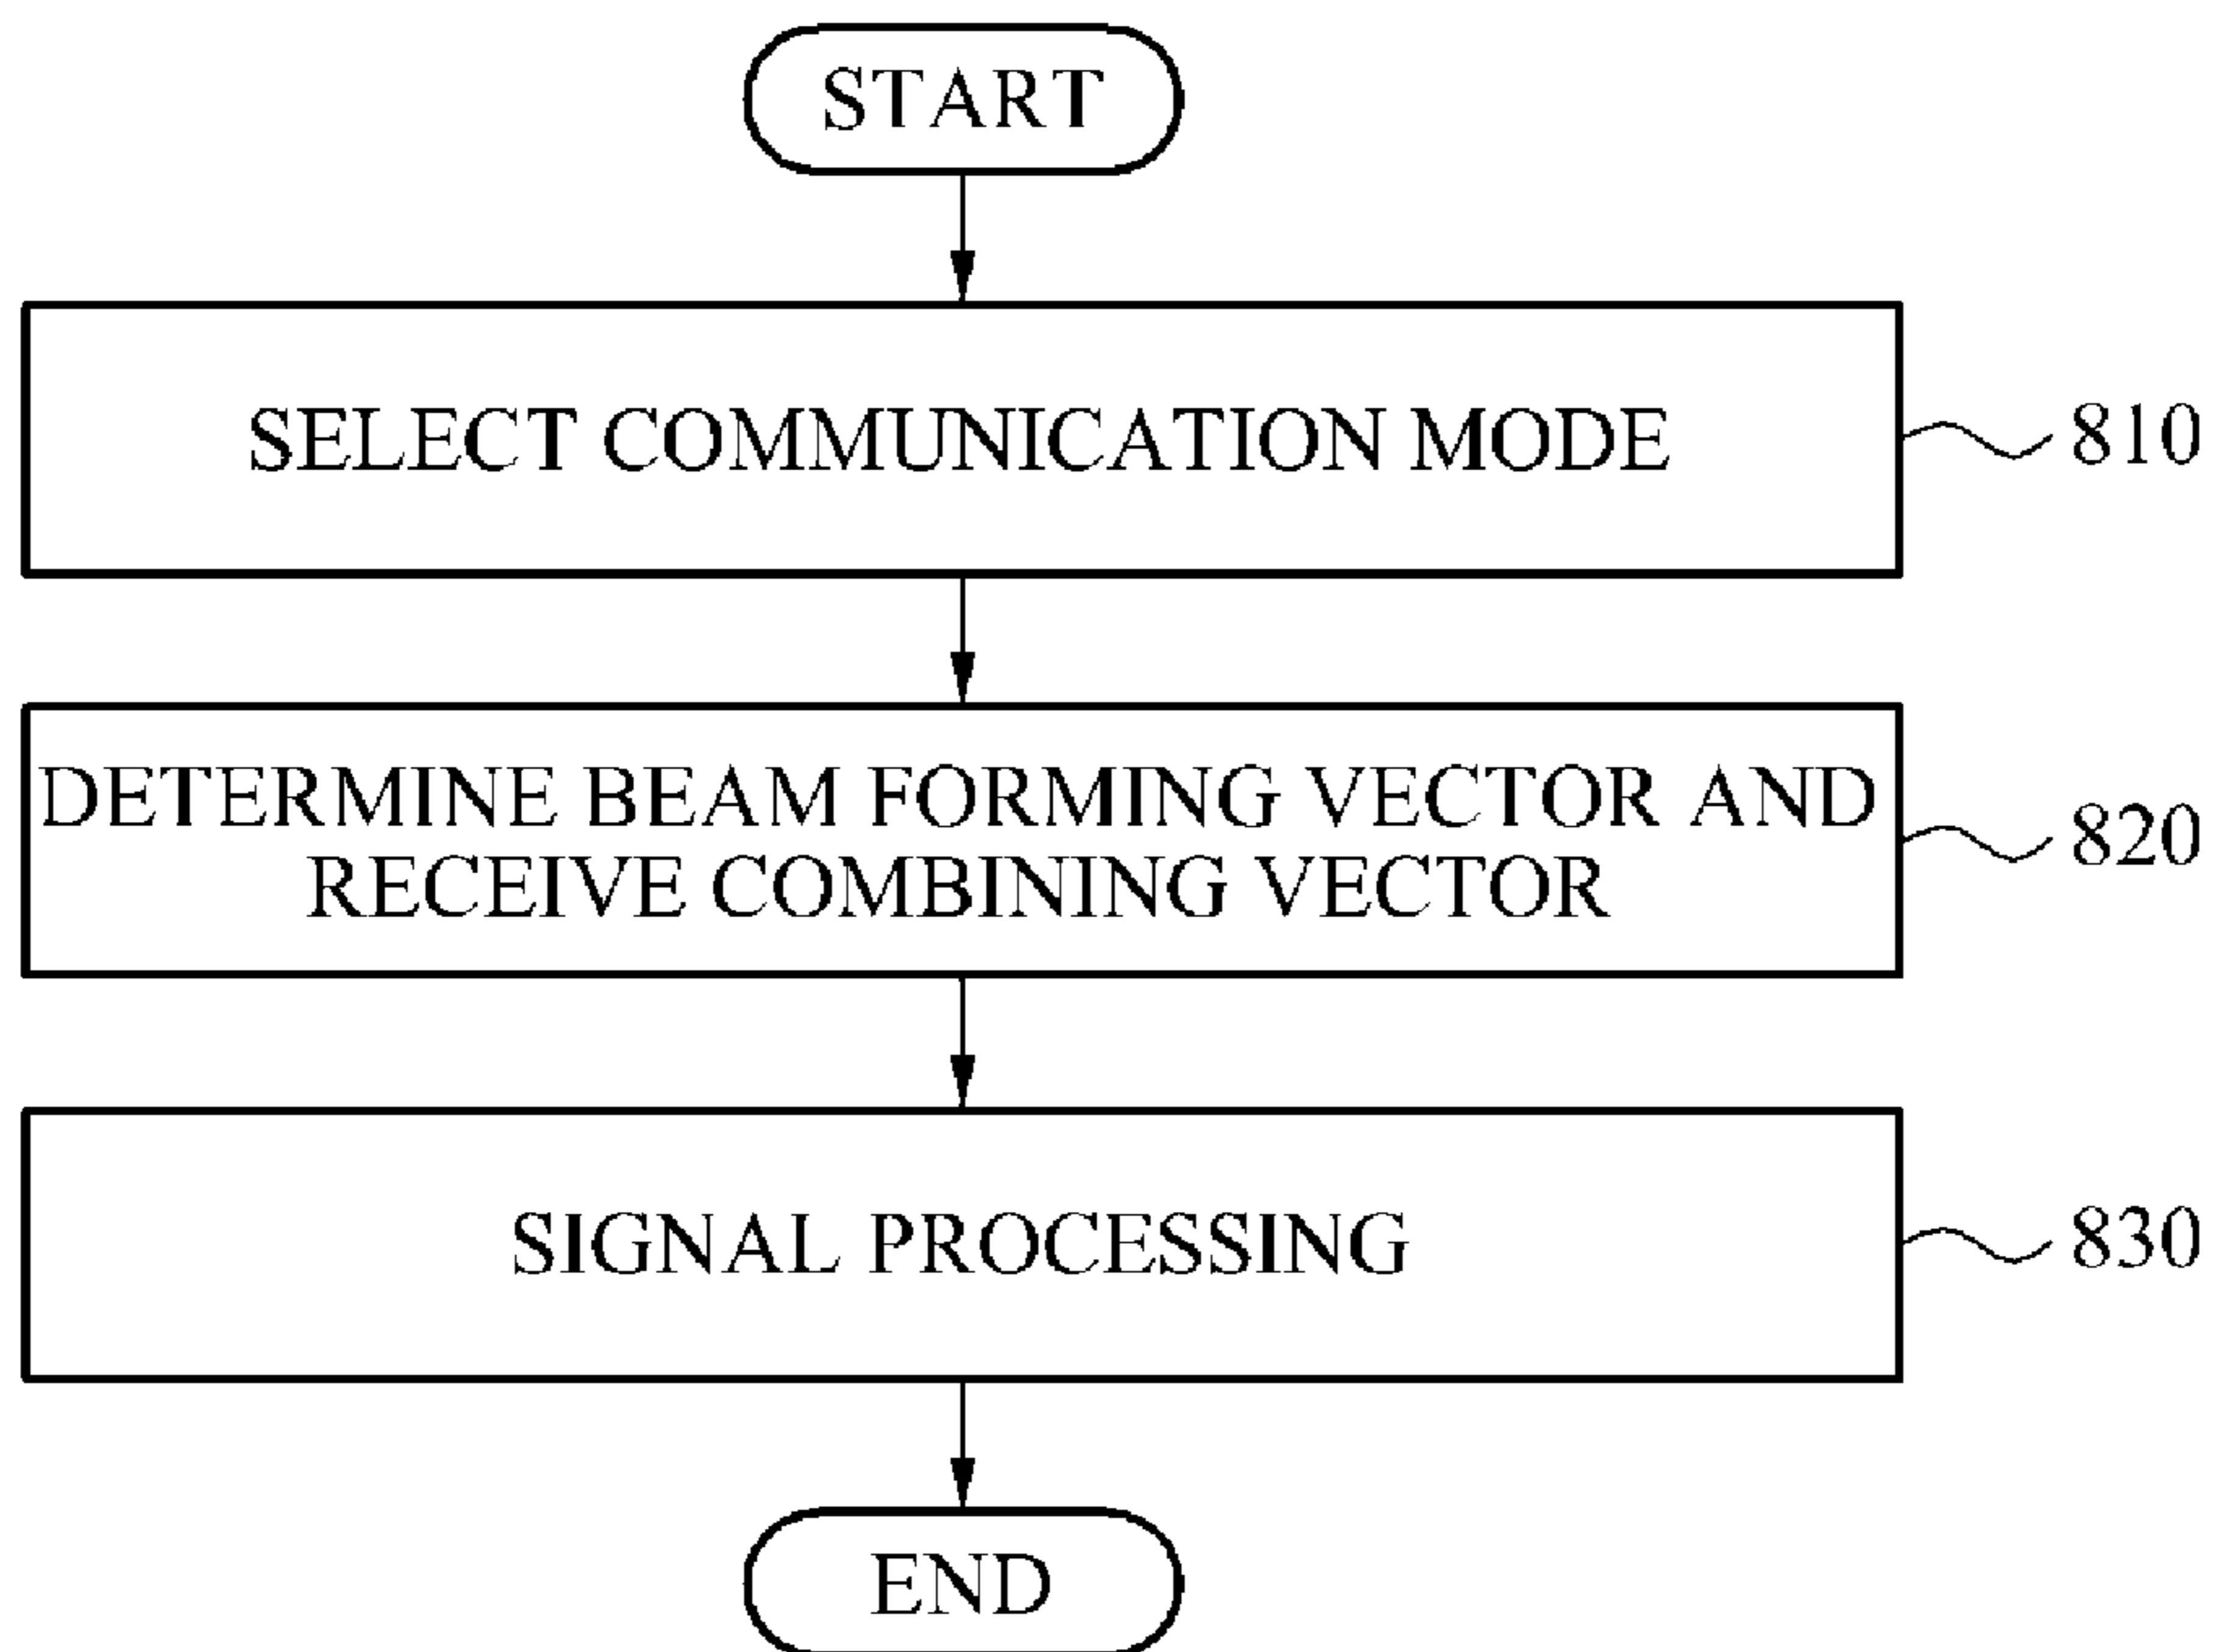 START
SELECT COMMUNICATION MODE
810
DETERMINE BEAM FORMING VECTOR AND
RECEIVE COMBINING VECTOR
820
SIGNAL PROCESSING
830
END